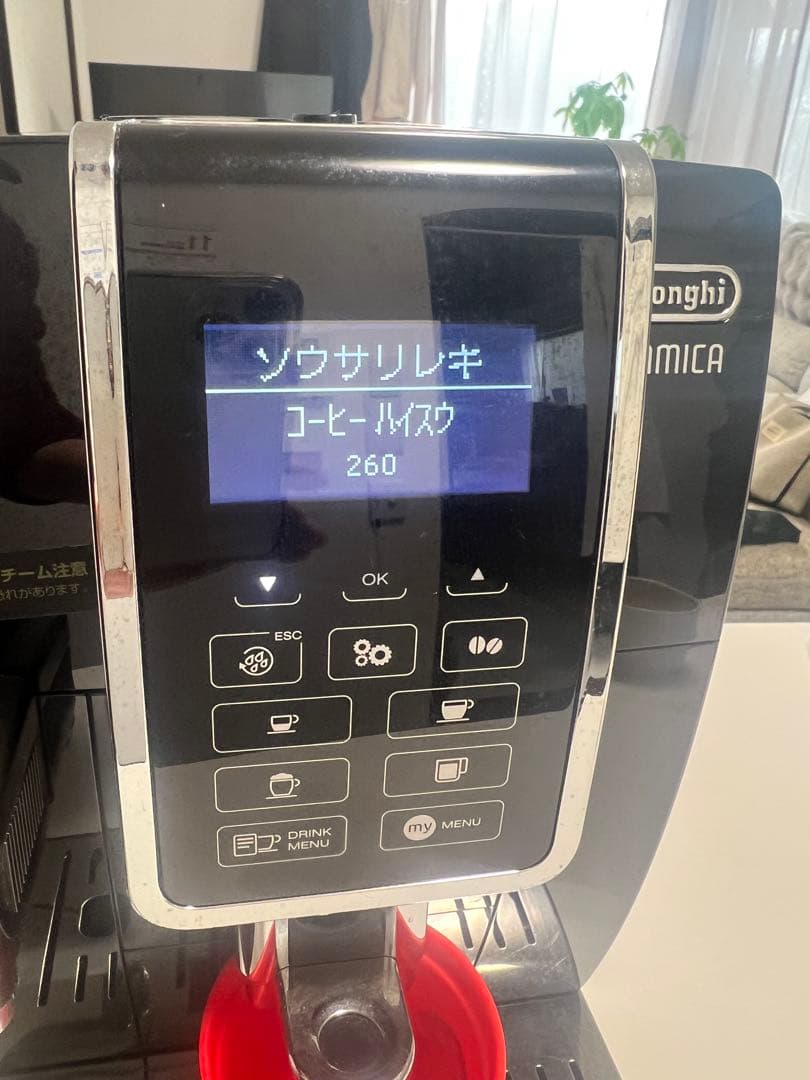 onghi
AMICA
ソウサリレキ
コーヒー ハイスウ
260
チーム注意
れがあります。
OK
ESC
DRINK
MENU
my MENU